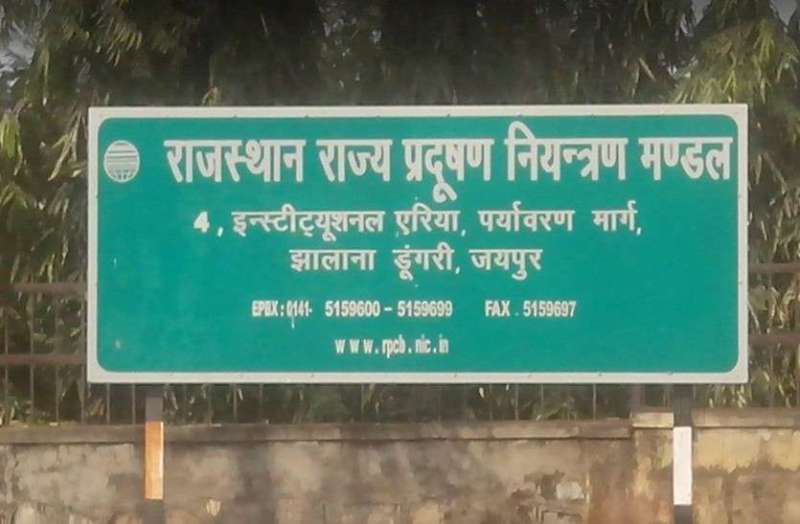 राजस्थान राज्य प्रदूषण नियन्त्रण मण्डल
4, इन्स्टीट्यूशनल एरिया, पर्यावरण मार्ग,
झालाना डूंगरी, जयपुर
EPBX : 0141- 5159600 - 5159699 FAX . 5159697
www.rpcb.nic.in